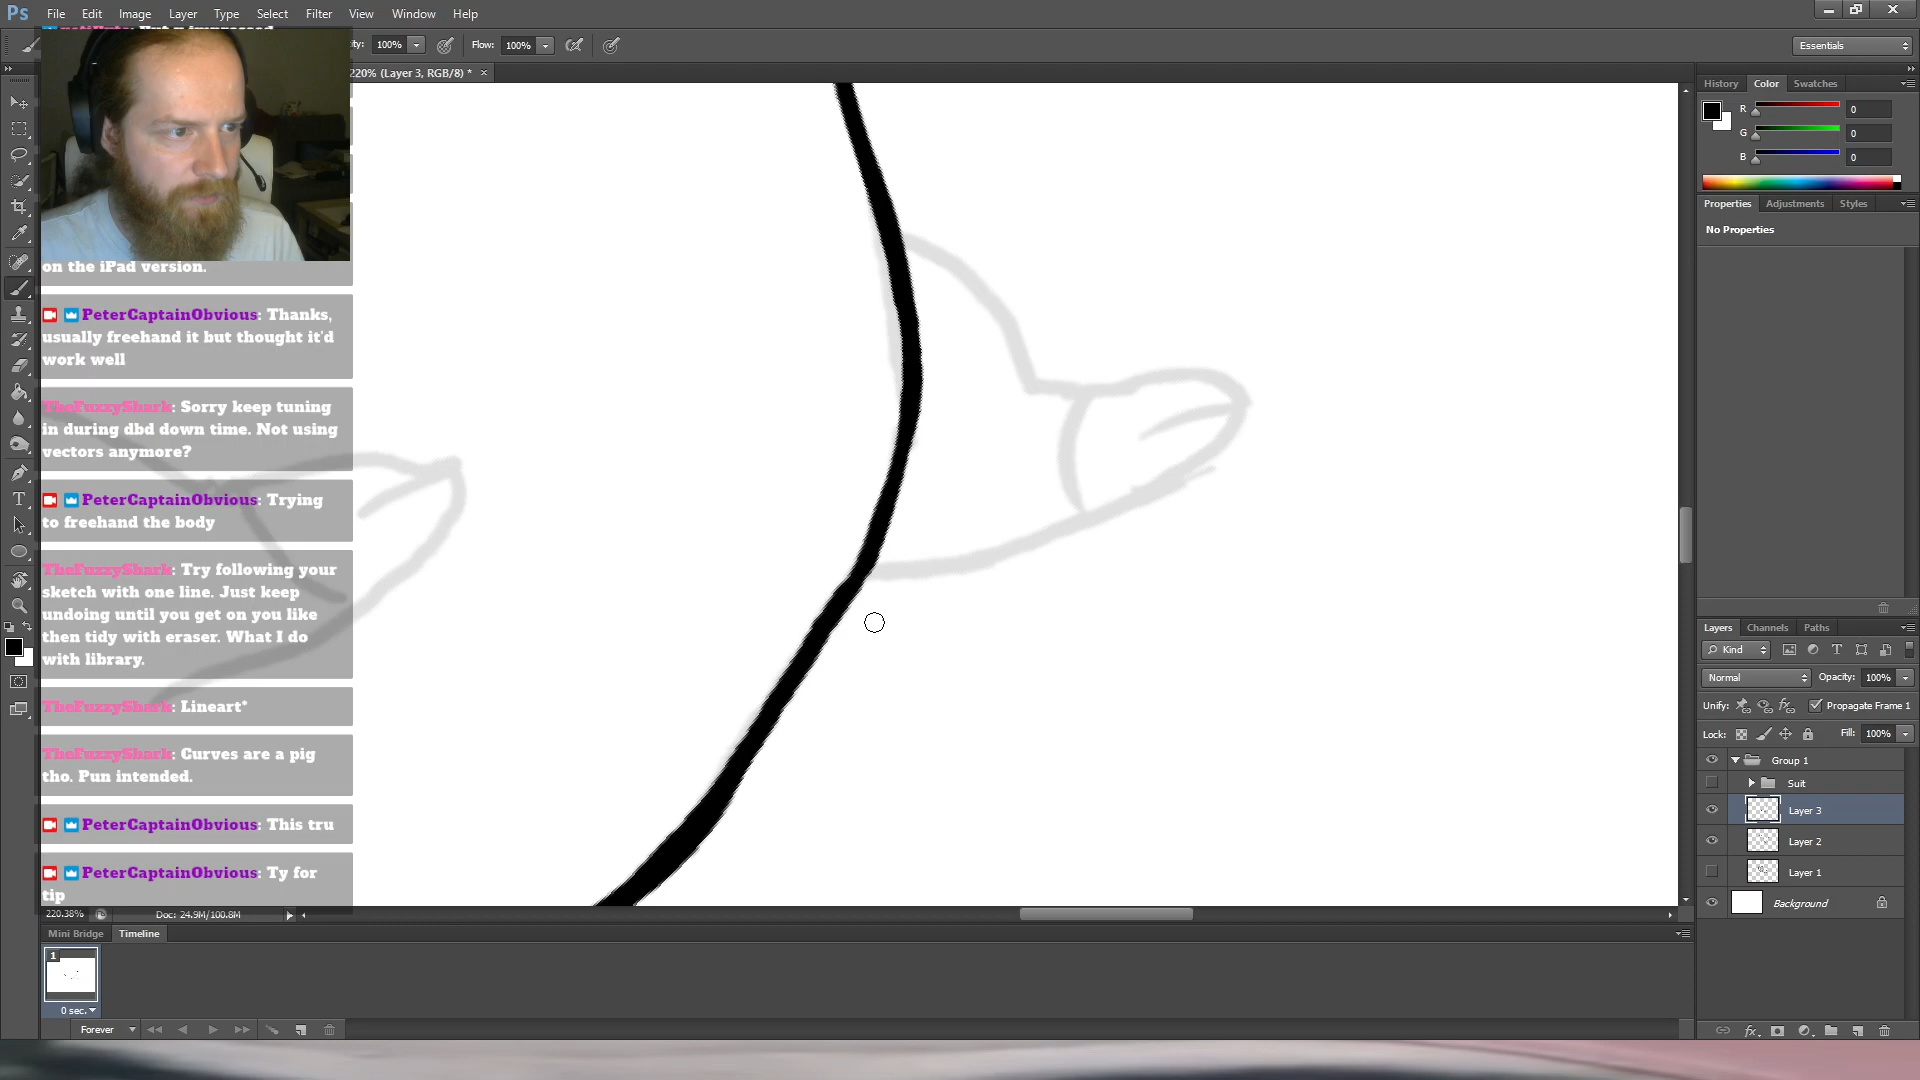 Ps File Edit Image Layer Type Select Filter View Window Help
100% Flow: 100% Essentials
220% (Layer 3, RGB/8) * ×
History Color Swatches
R 0
G 0
B 0
Properties Adjustments Styles
No Properties
on the iPad version.
PeterCaptainObvious: Thanks,
usually freehand it but thought it'd
work well
TheFuzzyShark: Sorry keep tuning
in during dbd down time. Not using
vectors anymore?
PeterCaptainObvious: Trying
to freehand the body
TheFuzzyShark: Try following your
sketch with one line. Just keep
undoing until you get on you like
then tidy with eraser. What I do
with library.
TheFuzzyShark: Lineart*
TheFuzzyShark: Curves are a pig
tho. Pun intended.
PeterCaptainObvious: This tru
PeterCaptainObvious: Ty for
tip
Layers Channels Paths
Kind
Normal Opacity: 100%
Unify: Propagate Frame 1
Lock: Fill: 100%
Group 1
Suit
Layer 3
Layer 2
Layer 1
Background
220.38% Doc: 24.9M/100.8M
Mini Bridge Timeline
1
0 sec.
Forever